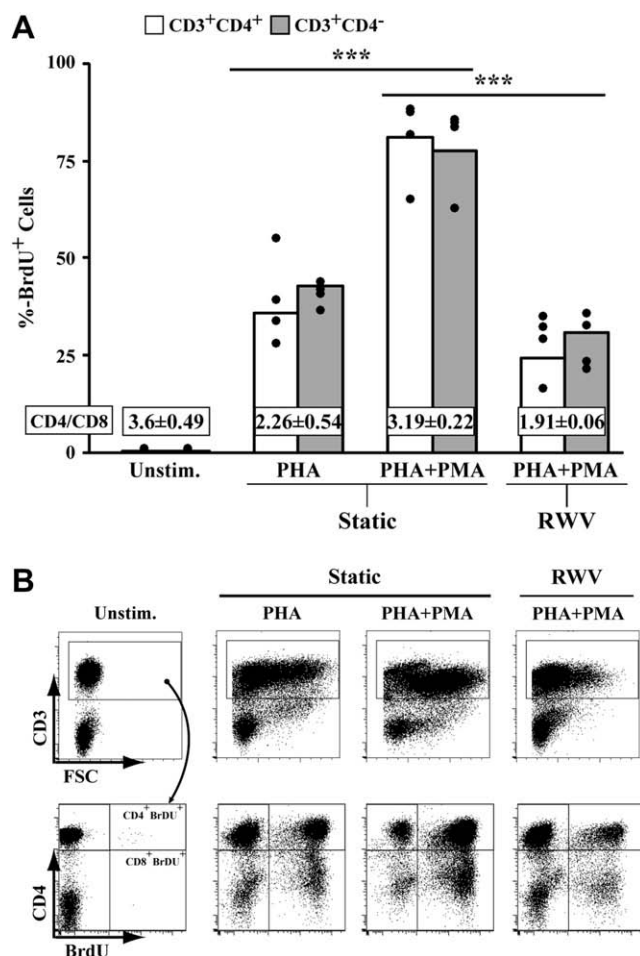 A
CD3⁺CD4⁺ CD3⁺CD4⁻
*** 
***
100
75
50
25
0
%-BrdU⁺ Cells
CD4/CD8 3.6±0.49 2.26±0.54 3.19±0.22 1.91±0.06
Unstim. PHA PHA+PMA PHA+PMA
Static RWV
B
Static RWV
Unstim. PHA PHA+PMA PHA+PMA
CD3
FSC
CD4⁺BrDU⁺
CD8⁺BrDU⁺
CD4
BrdU